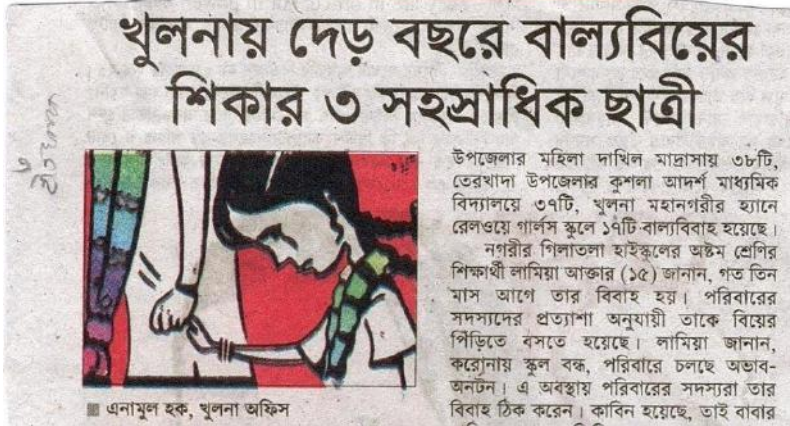 খুলনায় দেড় বছরে বাল্যবিয়ের
শিকার ৩ সহস্রাধিক ছাত্রী
উপজেলার মহিলা দাখিল মাদ্রাসায় ৩৮টি,
তেরখাদা উপজেলার কুশলা আদর্শ মাধ্যমিক
বিদ্যালয়ে ৩৭টি, খুলনা মহানগরীর হ্যানে
রেলওয়ে গার্লস স্কুলে ১৭টি বাল্যবিবাহ হয়েছে।
নগরীর গিলাতলা হাইস্কুলের অষ্টম শ্রেণির
শিক্ষার্থী লামিয়া আক্তার (১৫) জানান, গত তিন
মাস আগে তার বিবাহ হয়। পরিবারের
সদস্যদের প্রত্যাশা অনুযায়ী তাকে বিয়ের
পিঁড়িতে বসতে হয়েছে। লামিয়া জানান,
করোনায় স্কুল বন্ধ, পরিবারে চলছে অভাব-
অনটন। এ অবস্থায় পরিবারের সদস্যরা তার
বিবাহ ঠিক করেন। কাবিন হয়েছে, তাই বাবার
এনামুল হক, খুলনা অফিস